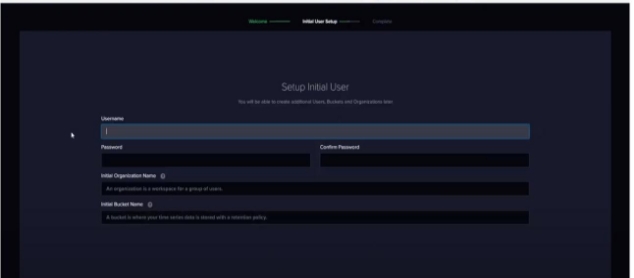 Welcome Initial User Setup Complete
Setup Initial User
You will be able to create additional Users, Buckets and Organizations later
Username
Password Confirm Password
Initial Organization Name
An organization is a workspace for a group of users.
Initial Bucket Name
A bucket is where your time series data is stored with a retention policy.